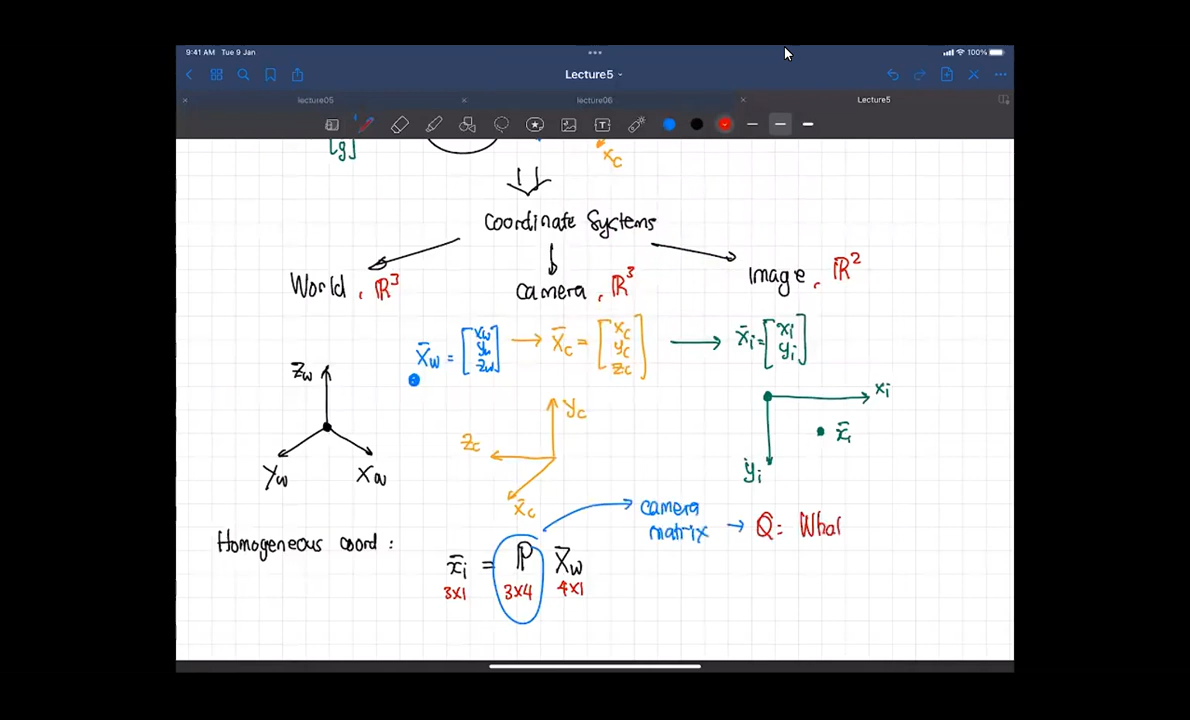 9:41 AM Tue 9 Jan
100%
Lecture5
lecture05
lecture06
Lecture5
[g]
xc
Coordinate Systems
World, ℝ³
Camera, ℝ³
Image, ℝ²
X̄w = [xw yw zw] → X̄c = [xc yc zc] → x̄i = [xi yi]
Zw
Yw
Xw
yc
zc
xc
xi
x̄i
yi
camera
matrix → Q: What
Homogeneous coord :
x̄i = ℙ X̄w
3x1 3x4 4x1